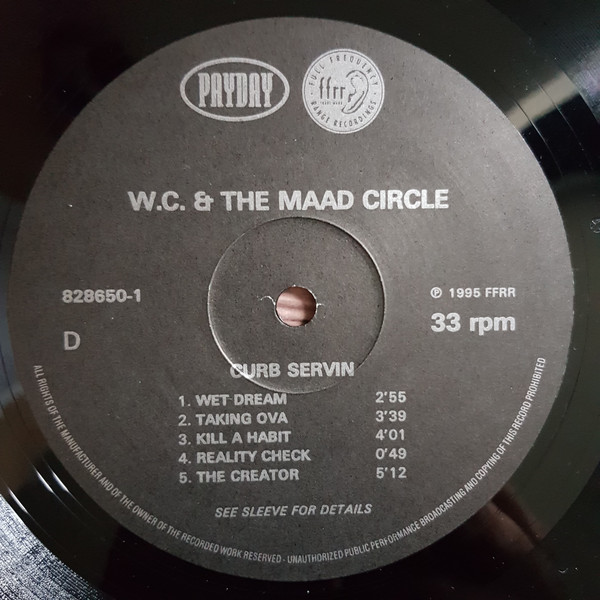 PAYDAY
FULL FREQUENCY
ffrr
RANGE RECORDINGS
W.C. & THE MAAD CIRCLE
828650-1
℗ 1995 FFRR
D
33 rpm
CURB SERVIN
1. WET DREAM 2'55
2. TAKING OVA 3'39
3. KILL A HABIT 4'01
4. REALITY CHECK 0'49
5. THE CREATOR 5'12
SEE SLEEVE FOR DETAILS
ALL RIGHTS OF THE MANUFACTURER AND OF THE OWNER OF THE RECORDED WORK RESERVED - UNAUTHORIZED PUBLIC PERFORMANCE BROADCASTING AND COPYING OF THIS RECORD PROHIBITED